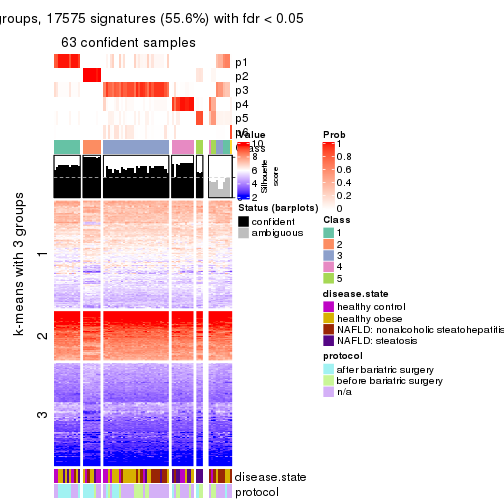 groups, 17575 signatures (55.6%) with fdr < 0.05
63 confident samples
p1
p2
p3
p4
p5
p6
k-means with 3 groups
1
2
3
disease.state
protocol
Value
10
8
6
4
2
Silhouette
score
Status (barplots)
confident
ambiguous
Prob
1
0.8
0.6
0.4
0.2
Class
1
2
3
4
5
disease.state
healthy control
healthy obese
NAFLD: nonalcoholic steatohepatitis
NAFLD: steatosis
protocol
after bariatric surgery
before bariatric surgery
n/a